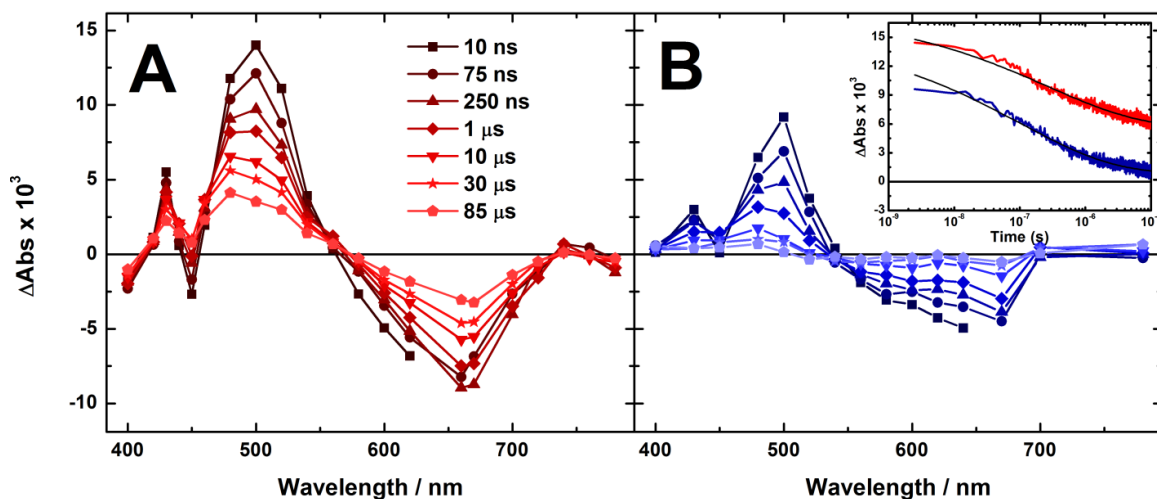 A
10 ns
75 ns
250 ns
1 μs
10 μs
30 μs
85 μs
15
10
5
0
-5
-10
ΔAbs x 10³
400
500
600
700
Wavelength / nm
B
15
12
9
6
3
0
-3
ΔAbs x 10³
10⁻⁹
10⁻⁸
10⁻⁷
10⁻⁶
Time (s)
400
500
600
700
Wavelength / nm